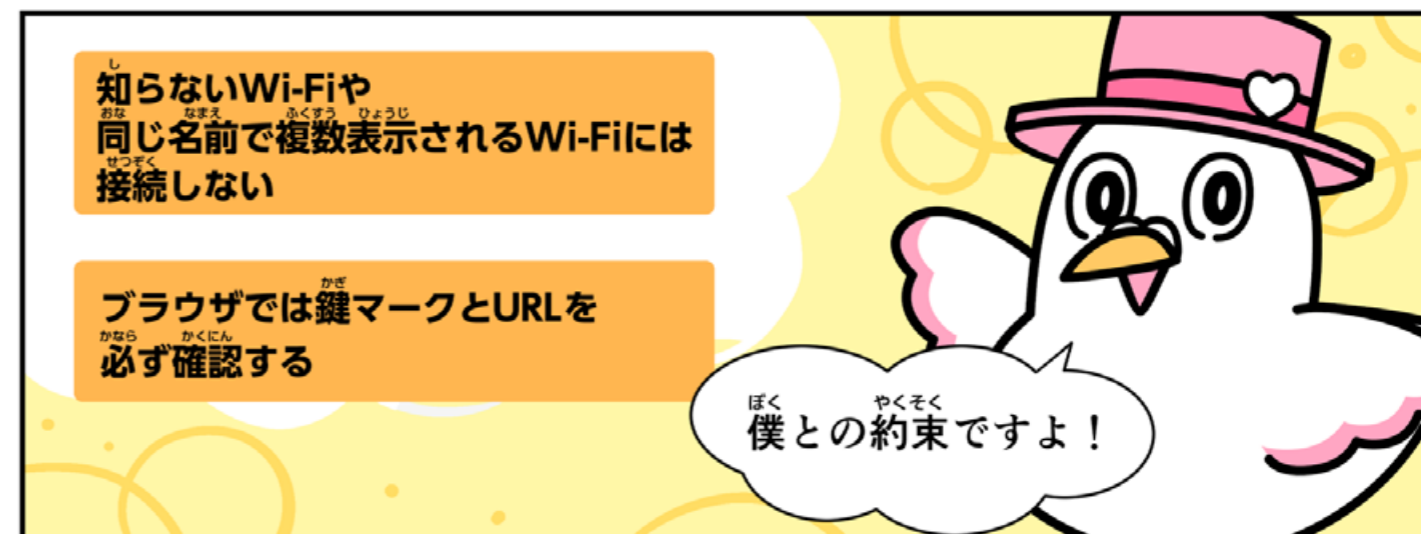 知らないWi-Fiや
同じ名前で複数表示されるWi-Fiには
接続しない
ブラウザでは鍵マークとURLを
必ず確認する
僕との約束ですよ！